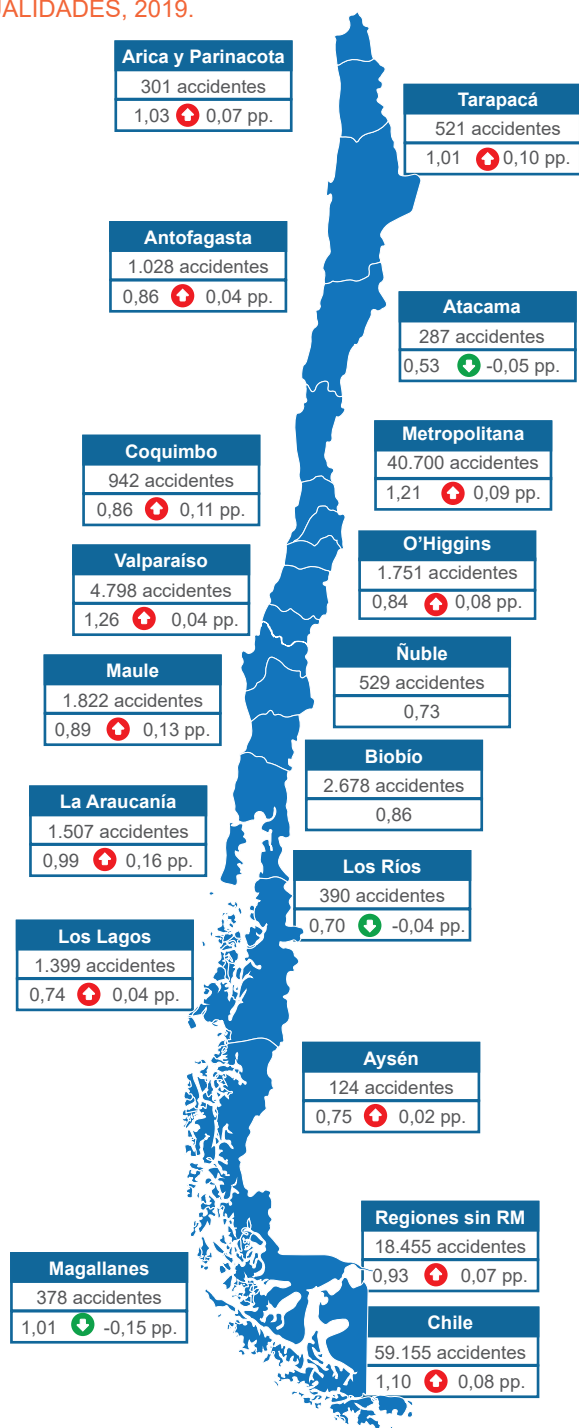 UALIDADES, 2019.
Arica y Parinacota
301 accidentes
1,03 0,07 pp.
Tarapacá
521 accidentes
1,01 0,10 pp.
Antofagasta
1.028 accidentes
0,86 0,04 pp.
Atacama
287 accidentes
0,53 -0,05 pp.
Metropolitana
40.700 accidentes
1,21 0,09 pp.
Coquimbo
942 accidentes
0,86 0,11 pp.
O'Higgins
1.751 accidentes
0,84 0,08 pp.
Valparaíso
4.798 accidentes
1,26 0,04 pp.
Ñuble
529 accidentes
0,73
Maule
1.822 accidentes
0,89 0,13 pp.
Biobío
2.678 accidentes
0,86
La Araucanía
1.507 accidentes
0,99 0,16 pp.
Los Ríos
390 accidentes
0,70 -0,04 pp.
Los Lagos
1.399 accidentes
0,74 0,04 pp.
Aysén
124 accidentes
0,75 0,02 pp.
Regiones sin RM
18.455 accidentes
0,93 0,07 pp.
Magallanes
378 accidentes
1,01 -0,15 pp.
Chile
59.155 accidentes
1,10 0,08 pp.